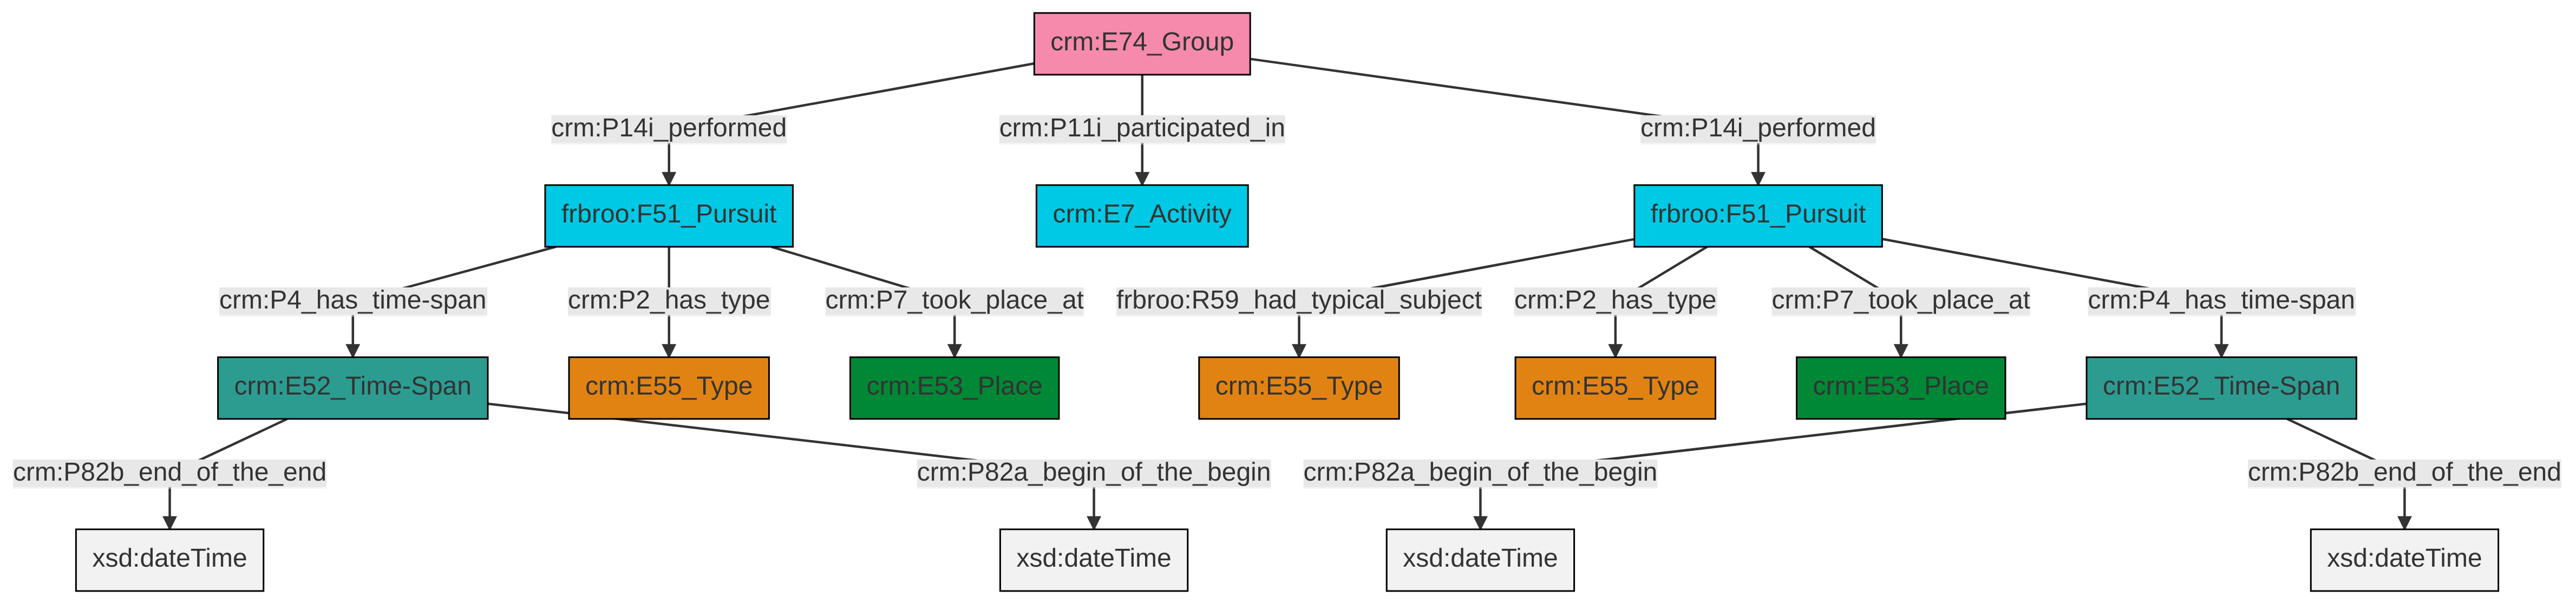 crm:E74_Group
crm:P14i_performed
crm:P11i_participated_in
crm:P14i_performed
frbroo:F51_Pursuit
crm:E7_Activity
frbroo:F51_Pursuit
crm:P4_has_time-span
crm:P2_has_type
crm:P7_took_place_at
frbroo:R59_had_typical_subject
crm:P2_has_type
crm:P7_took_place_at
crm:P4_has_time-span
crm:E52_Time-Span
crm:E55_Type
crm:E53_Place
crm:E55_Type
crm:E55_Type
crm:E53_Place
crm:E52_Time-Span
crm:P82b_end_of_the_end
crm:P82a_begin_of_the_begin
crm:P82a_begin_of_the_begin
crm:P82b_end_of_the_end
xsd:dateTime
xsd:dateTime
xsd:dateTime
xsd:dateTime